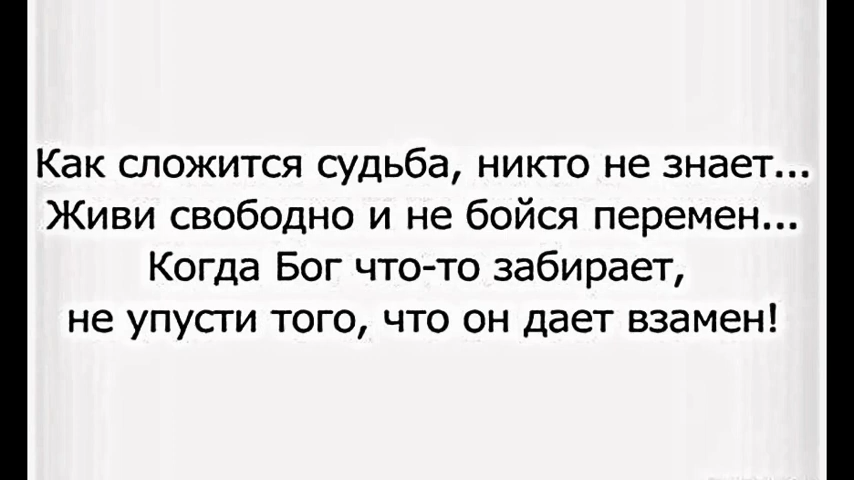 Как сложится судьба, никто не знает...
Живи свободно и не бойся перемен...
Когда Бог что-то забирает,
не упусти того, что он дает взамен!